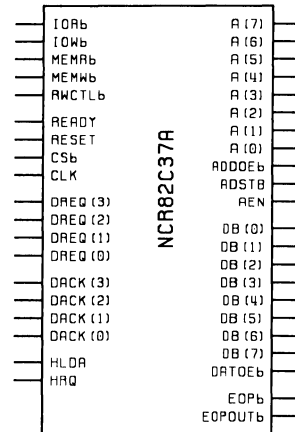 IORb
IOWb
MEMRb
MEMWb
RWCTLb
READY
RESET
CSb
CLK
DREQ (3)
DREQ (2)
DREQ (1)
DREQ (0)
DACK (3)
DACK (2)
DACK (1)
DACK (0)
HLDA
HRQ
NCR82C37A
A (7)
A (6)
A (5)
A (4)
A (3)
A (2)
A (1)
A (0)
ADDOEb
ADSTB
AEN
DB (0)
DB (1)
DB (2)
DB (3)
DB (4)
DB (5)
DB (6)
DB (7)
DATOEb
EOPb
EOPOUTb